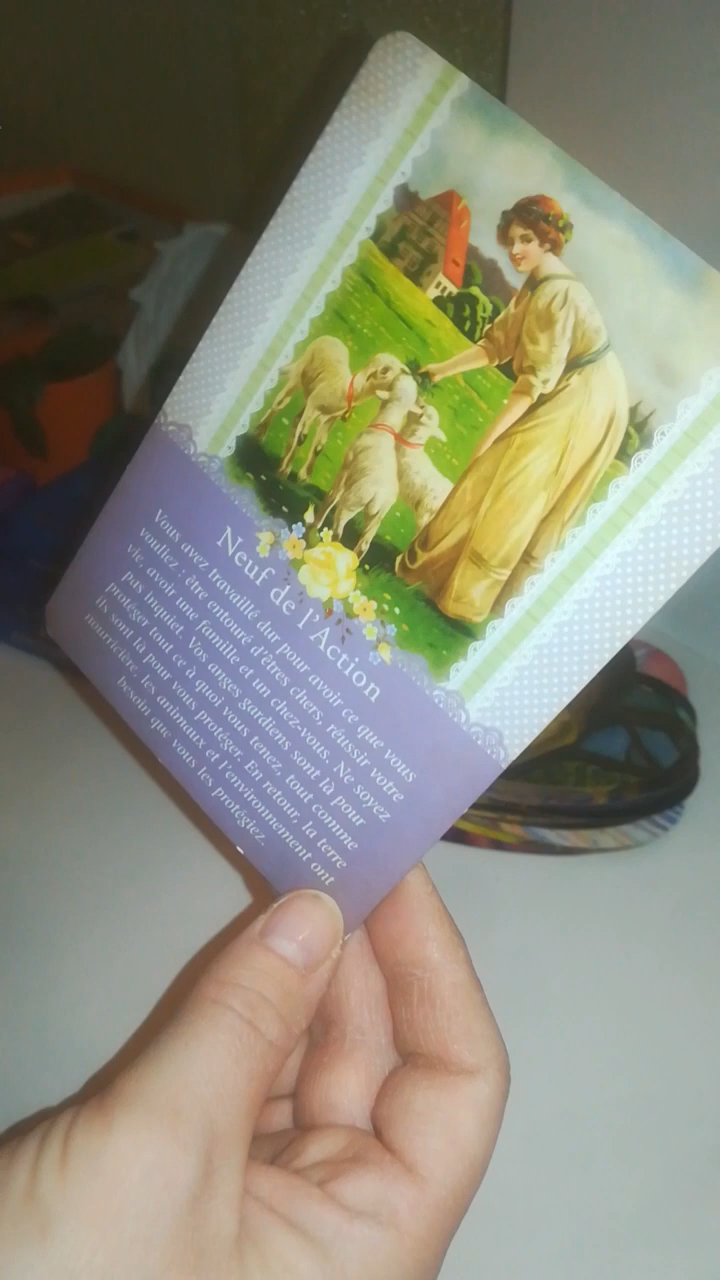 Neuf de l'Action
Vous avez travaillé dur pour avoir ce que vous
vouliez : être entouré d'êtres chers, réussir votre
vie, avoir une famille et un chez-vous. Ne soyez
pas inquiet. Vos anges gardiens sont là pour
protéger tout ce à quoi vous tenez, tout comme
ils sont là pour vous protéger. En retour, la terre
nourricière, les animaux et l'environnement ont
besoin que vous les protégiez.